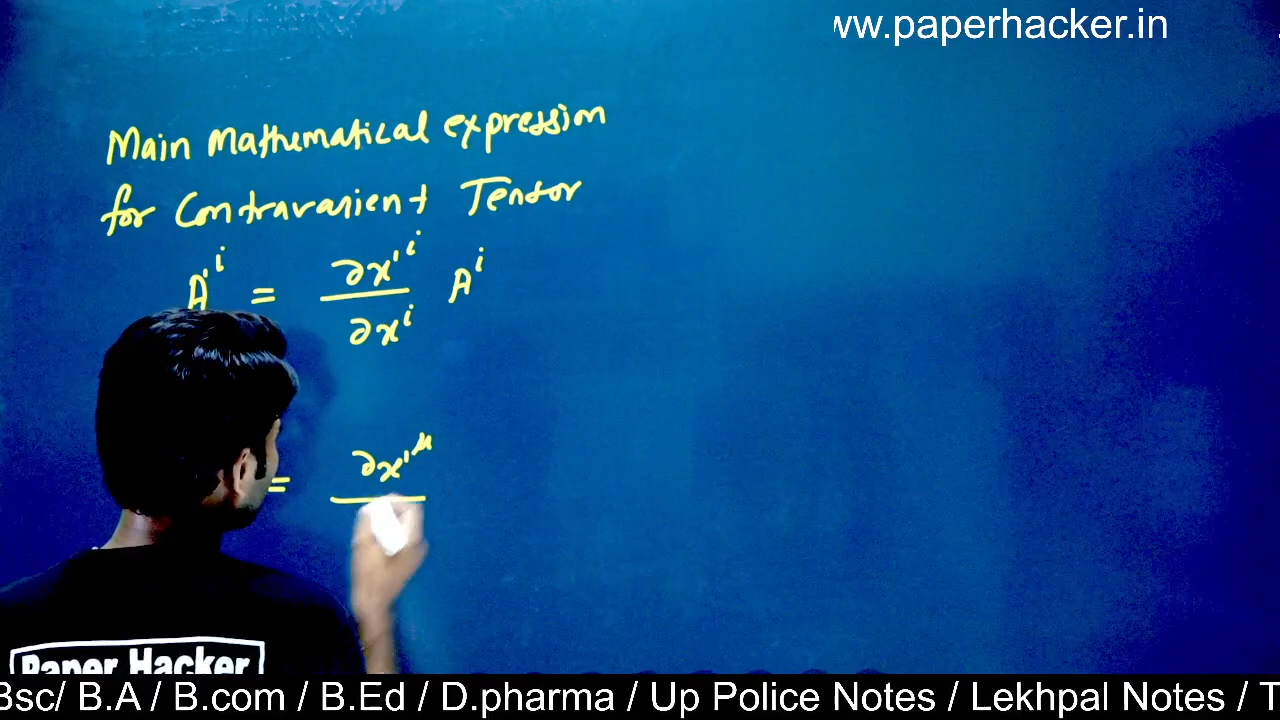 ww.paperhacker.in
Main Mathematical expression
for Contravarient Tensor
A'^i = ∂x'^i / ∂x^i A^i
= ∂x'^μ
Paper Hacker
Bsc/ B.A / B.com / B.Ed / D.pharma / Up Police Notes / Lekhpal Notes / T